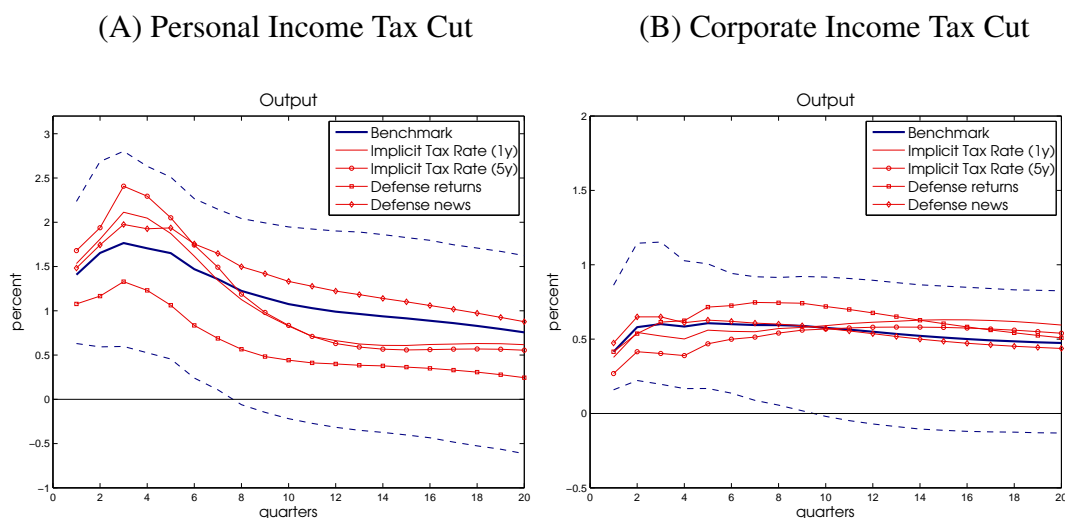 (A) Personal Income Tax Cut
(B) Corporate Income Tax Cut
Output
3
2.5
2
1.5
1
0.5
0
−0.5
−1
percent
0 2 4 6 8 10 12 14 16 18 20
quarters
Benchmark
Implicit Tax Rate (1y)
Implicit Tax Rate (5y)
Defense returns
Defense news
Output
2
1.5
1
0.5
0
−0.5
percent
0 2 4 6 8 10 12 14 16 18 20
quarters
Benchmark
Implicit Tax Rate (1y)
Implicit Tax Rate (5y)
Defense returns
Defense news